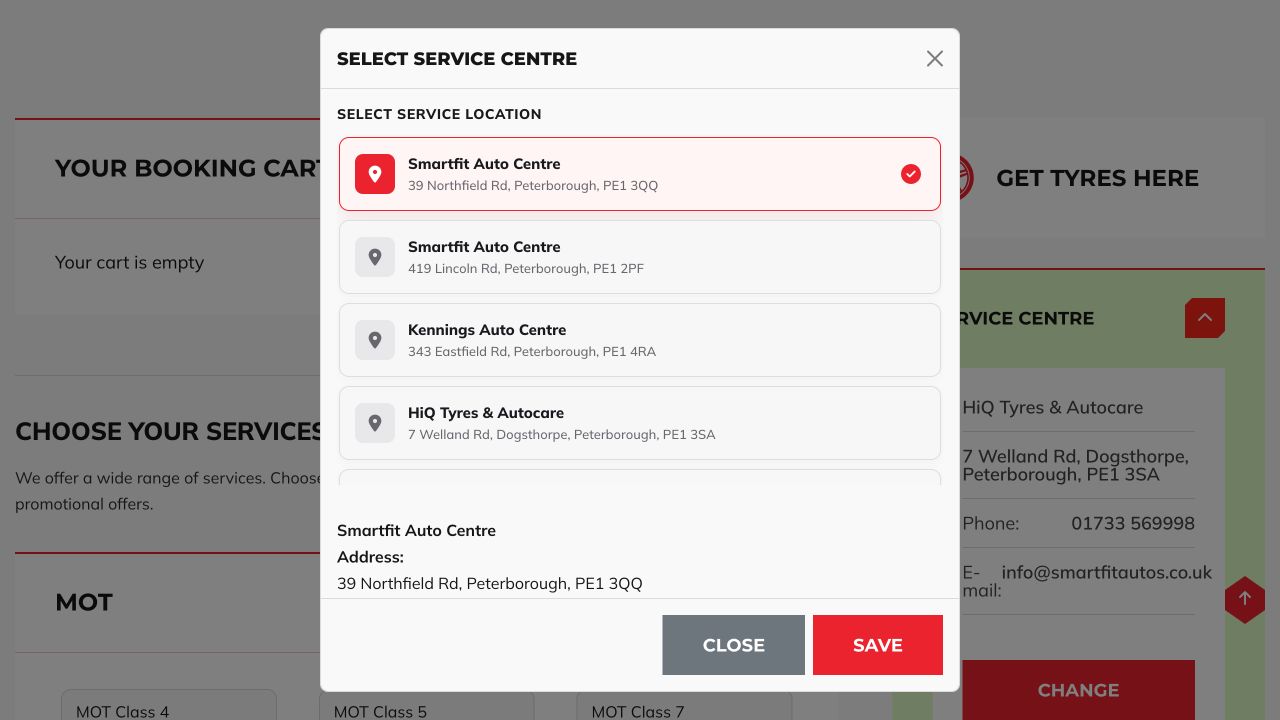 SELECT SERVICE CENTRE
SELECT SERVICE LOCATION
Smartfit Auto Centre
39 Northfield Rd, Peterborough, PE1 3QQ
Smartfit Auto Centre
419 Lincoln Rd, Peterborough, PE1 2PF
Kennings Auto Centre
343 Eastfield Rd, Peterborough, PE1 4RA
HiQ Tyres & Autocare
7 Welland Rd, Dogsthorpe, Peterborough, PE1 3SA
Smartfit Auto Centre
Address:
39 Northfield Rd, Peterborough, PE1 3QQ
CLOSE
SAVE
YOUR BOOKING CART
Your cart is empty
CHOOSE YOUR SERVICES
We offer a wide range of services. Choose
promotional offers.
MOT
MOT Class 4
MOT Class 5
MOT Class 7
GET TYRES HERE
RVICE CENTRE
HiQ Tyres & Autocare
7 Welland Rd, Dogsthorpe,
Peterborough, PE1 3SA
Phone: 01733 569998
E-mail: info@smartfitautos.co.uk
CHANGE